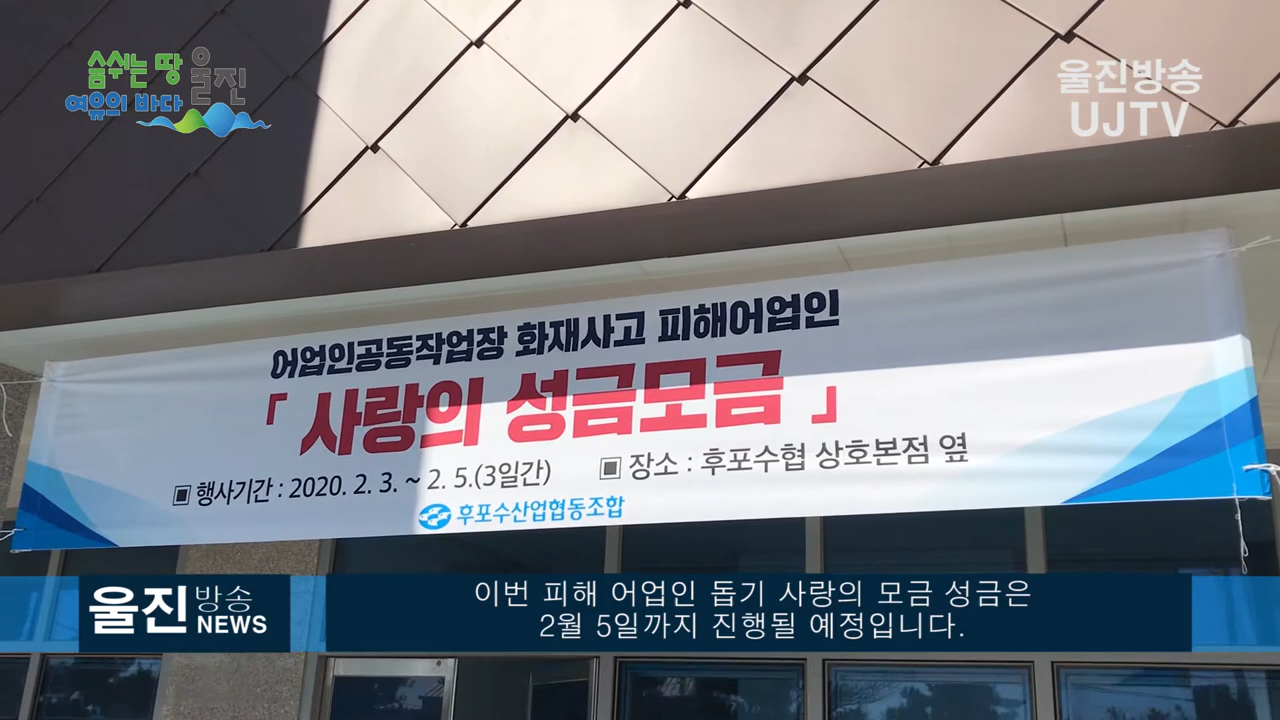 숨쉬는 땅
여유의 바다
울진
울진방송
UJTV
어업인공동작업장 화재사고 피해어업인
「 사랑의 성금모금 」
▣ 행사기간 : 2020. 2. 3. ~ 2. 5.(3일간) ▣ 장소 : 후포수협 상호본점 옆
후포수산업협동조합
울진 방송 NEWS
이번 피해 어업인 돕기 사랑의 모금 성금은
2월 5일까지 진행될 예정입니다.